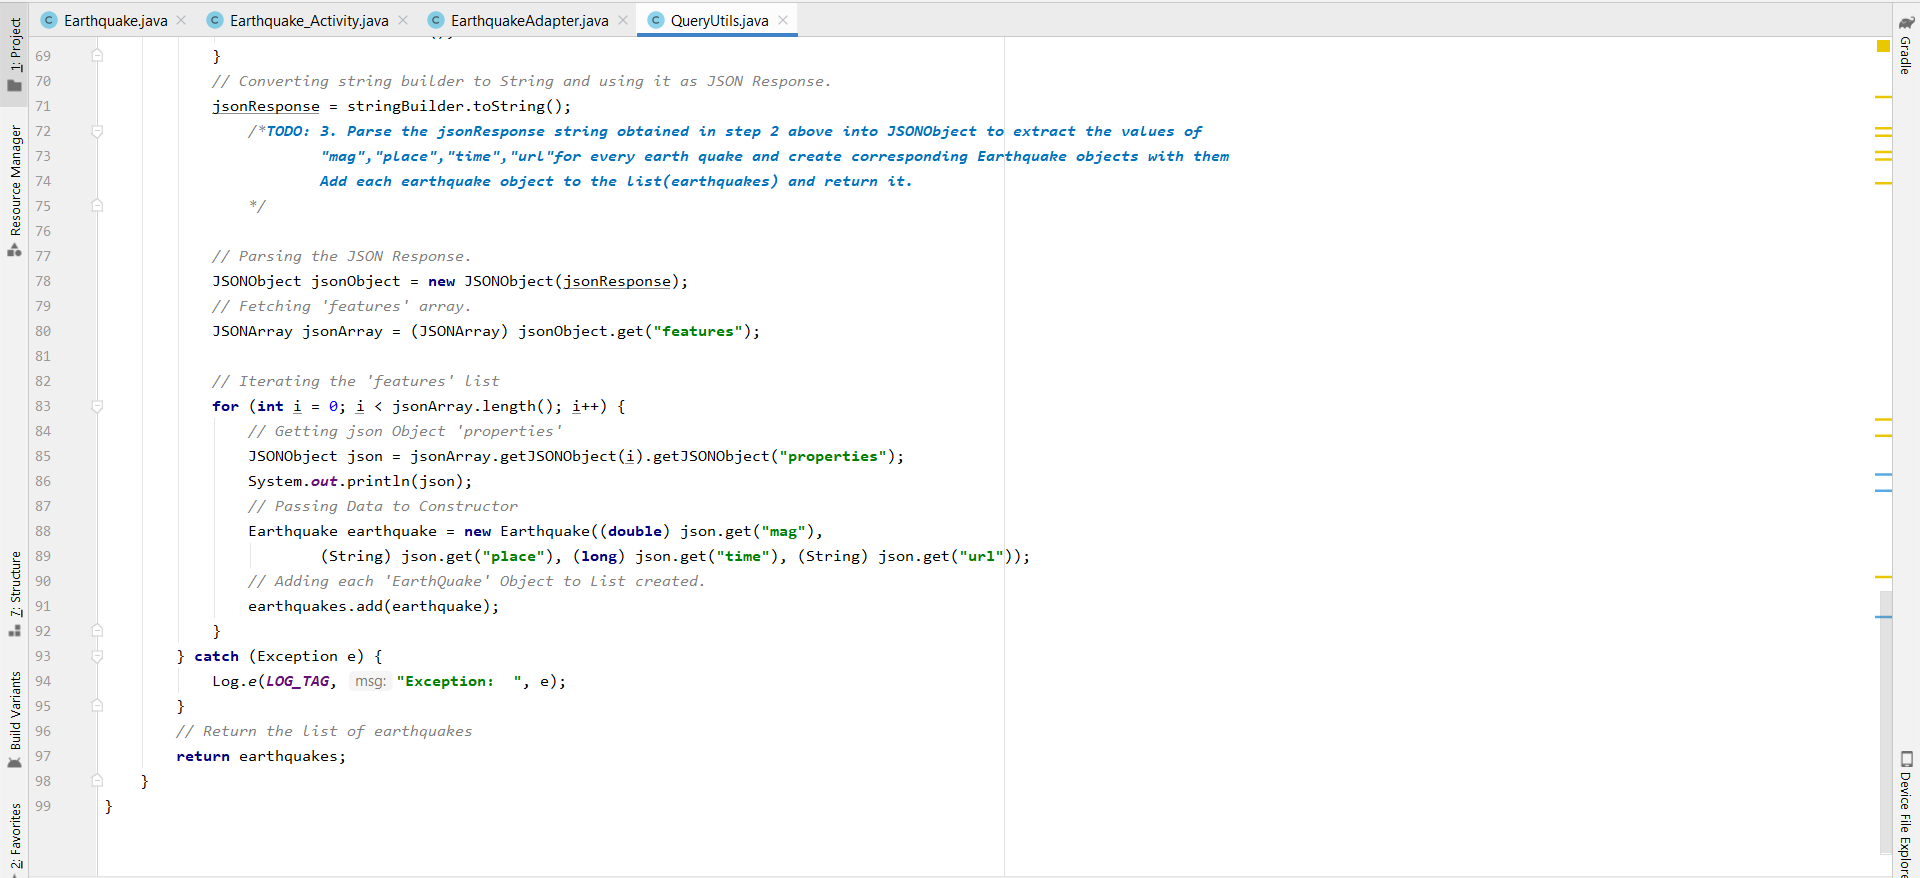 1: Project
Resource Manager
7: Structure
Build Variants
2: Favorites
Earthquake.java
Earthquake_Activity.java
EarthquakeAdapter.java
QueryUtils.java
69 }
70 // Converting string builder to String and using it as JSON Response.
71 jsonResponse = stringBuilder.toString();
72 /*TODO: 3. Parse the jsonResponse string obtained in step 2 above into JSONObject to extract the values of
73 "mag","place","time","url"for every earth quake and create corresponding Earthquake objects with them
74 Add each earthquake object to the list(earthquakes) and return it.
75 */
76
77 // Parsing the JSON Response.
78 JSONObject jsonObject = new JSONObject(jsonResponse);
79 // Fetching 'features' array.
80 JSONArray jsonArray = (JSONArray) jsonObject.get("features");
81
82 // Iterating the 'features' list
83 for (int i = 0; i < jsonArray.length(); i++) {
84 // Getting json Object 'properties'
85 JSONObject json = jsonArray.getJSONObject(i).getJSONObject("properties");
86 System.out.println(json);
87 // Passing Data to Constructor
88 Earthquake earthquake = new Earthquake((double) json.get("mag"),
89 (String) json.get("place"), (long) json.get("time"), (String) json.get("url"));
90 // Adding each 'EarthQuake' Object to List created.
91 earthquakes.add(earthquake);
92 }
93 } catch (Exception e) {
94 Log.e(LOG_TAG, msg: "Exception:  ", e);
95 }
96 // Return the list of earthquakes
97 return earthquakes;
98 }
99 }
Gradle
Device File Explore